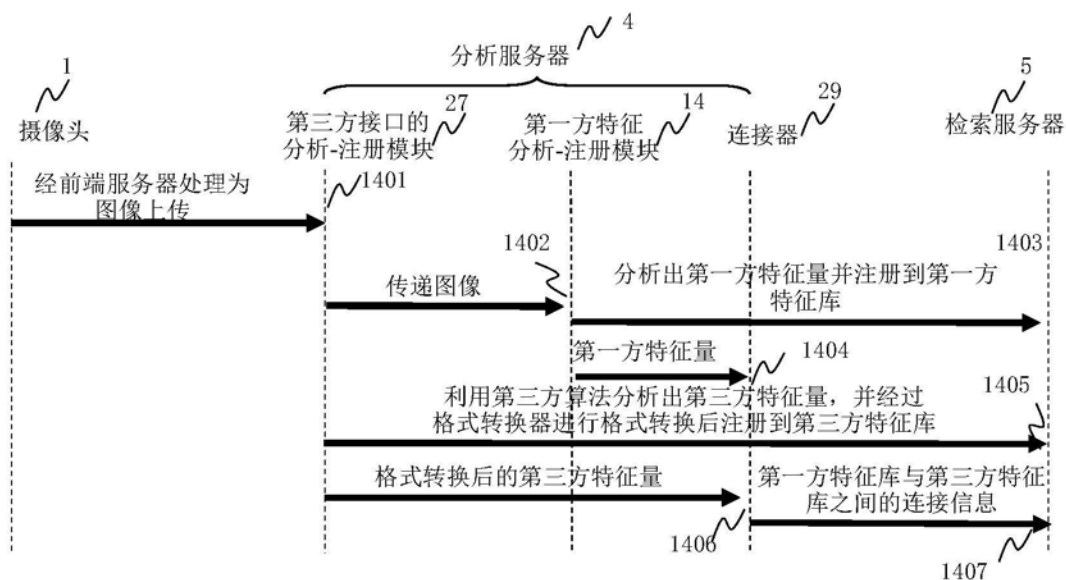 4
分析服务器
1
摄像头
27
第三方接口的
分析-注册模块
14
第一方特征
分析-注册模块
29
连接器
5
检索服务器
1401
经前端服务器处理为
图像上传
1402
传递图像
1403
分析出第一方特征量并注册到第一方
特征库
第一方特征量
1404
利用第三方算法分析出第三方特征量，并经过
格式转换器进行格式转换后注册到第三方特征库
1405
格式转换后的第三方特征量
1406
第一方特征库与第三方特征
库之间的连接信息
1407